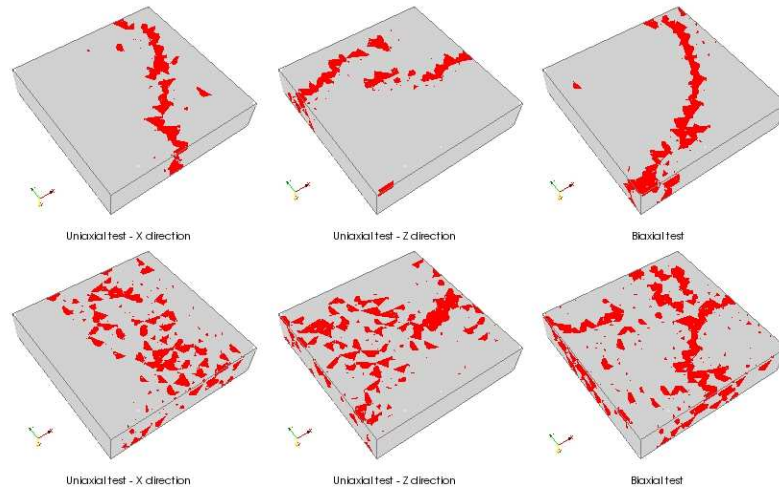 Uniaxial test - X direction
Uniaxial test - Z direction
Biaxial test
Uniaxial test - X direction
Uniaxial test - Z direction
Biaxial test